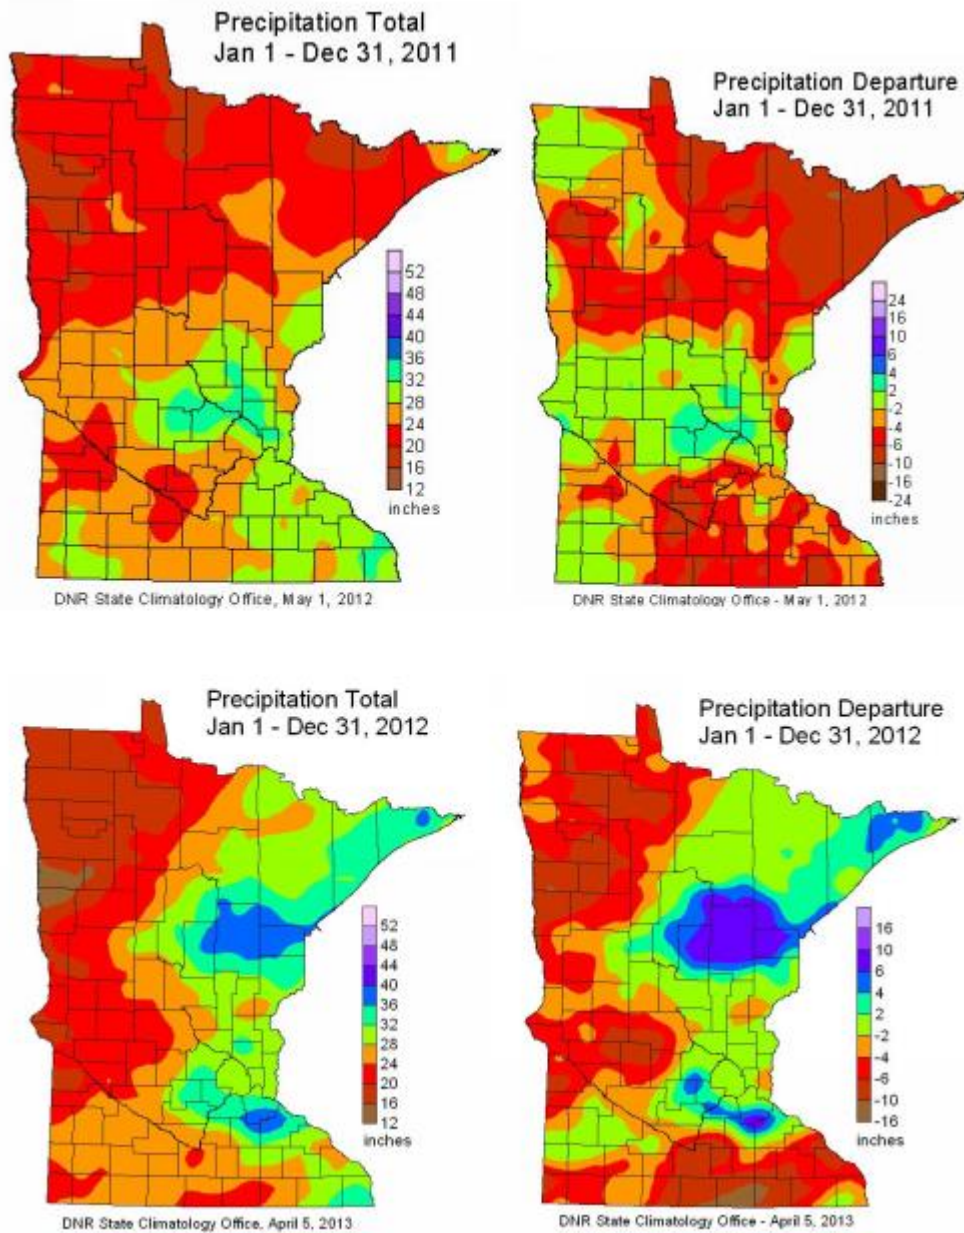 Precipitation Total
Jan 1 - Dec 31, 2011
52
48
44
40
36
32
28
24
20
16
12
inches
DNR State Climatology Office, May 1, 2012
Precipitation Departure
Jan 1 - Dec 31, 2011
24
16
10
6
4
2
-2
-4
-6
-10
-16
-24
inches
DNR State Climatology Office - May 1, 2012
Precipitation Total
Jan 1 - Dec 31, 2012
52
48
44
40
36
32
28
24
20
16
12
inches
DNR State Climatology Office, April 5, 2013
Precipitation Departure
Jan 1 - Dec 31, 2012
16
10
6
4
2
-2
-4
-6
-10
-16
inches
DNR State Climatology Office - April 5, 2013